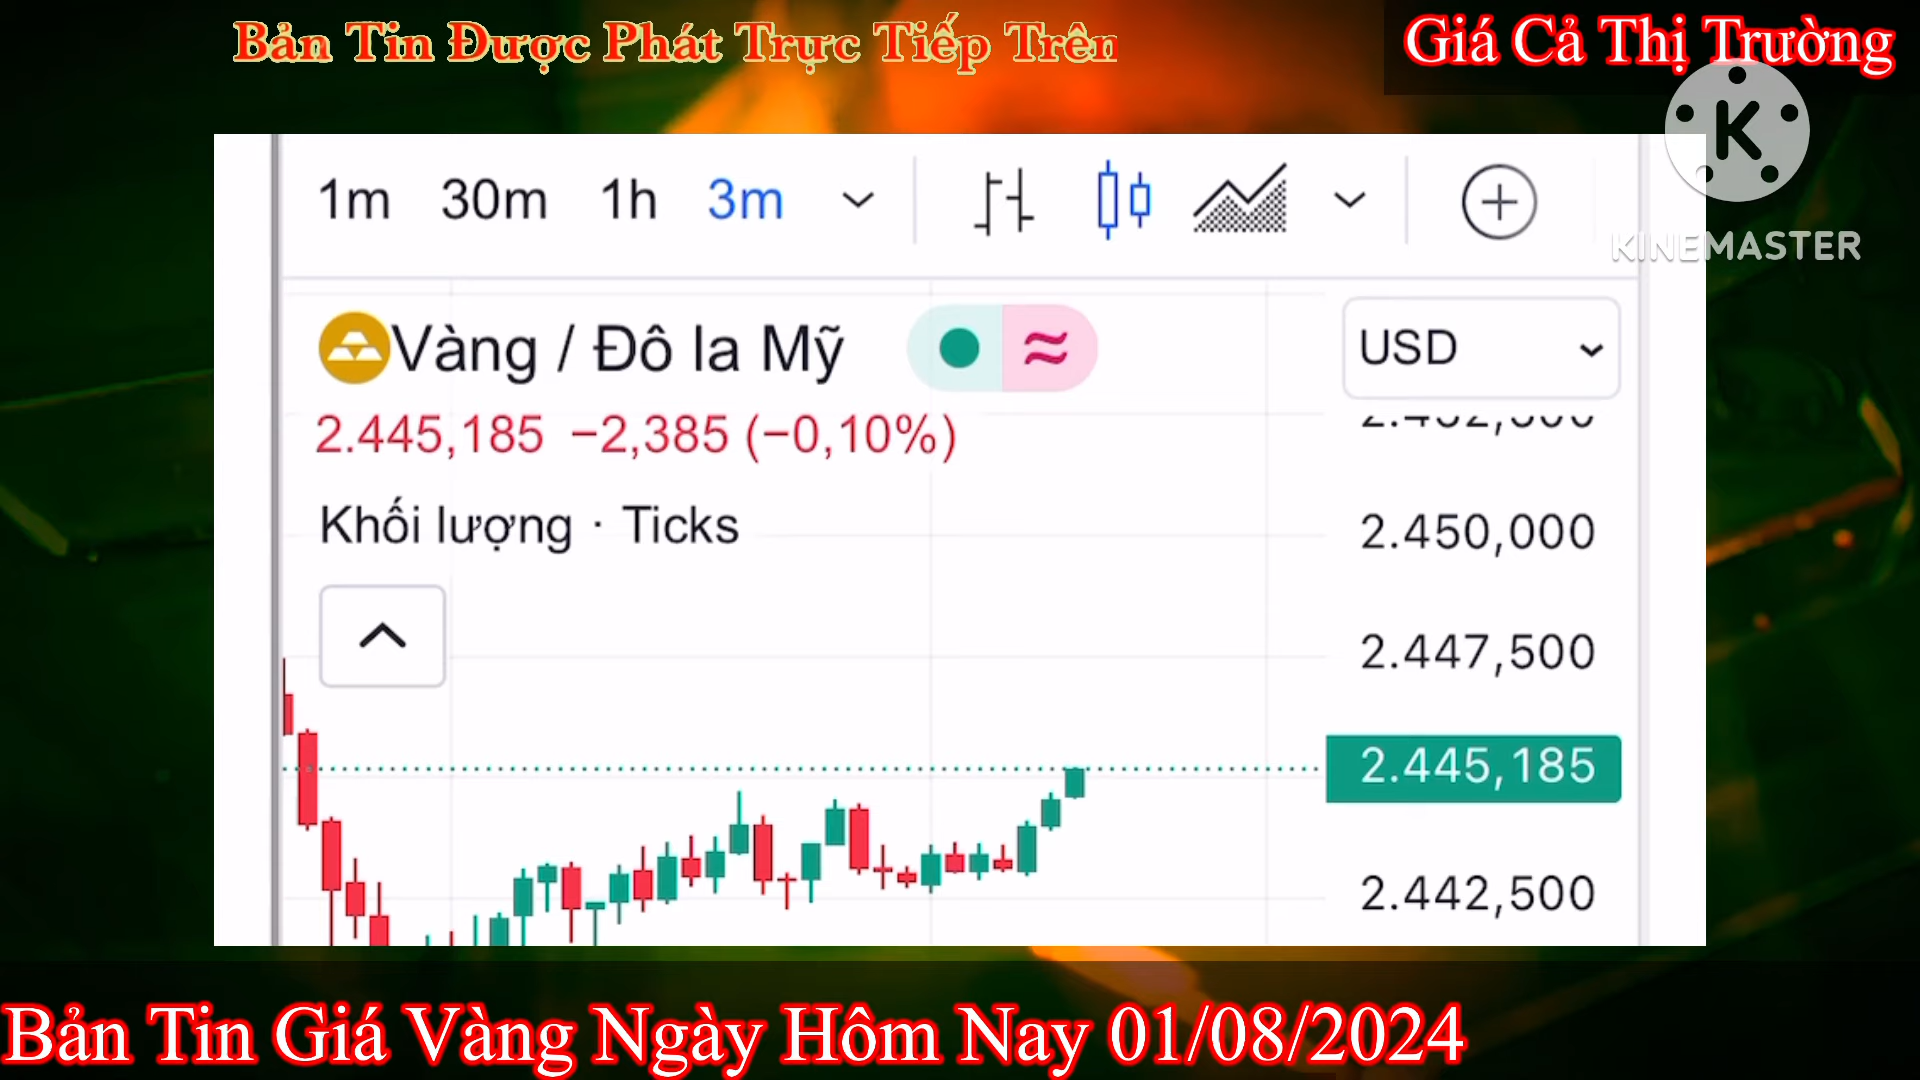 Bản Tin Được Phát Trực Tiếp Trên
Giá Cả Thị Trường
K
KINEMASTER
1m 30m 1h 3m
Vàng / Đô la Mỹ
USD
2.445,185 −2,385 (−0,10%)
Khối lượng · Ticks
2.450,000
2.447,500
2.445,185
2.442,500
Bản Tin Giá Vàng Ngày Hôm Nay 01/08/2024